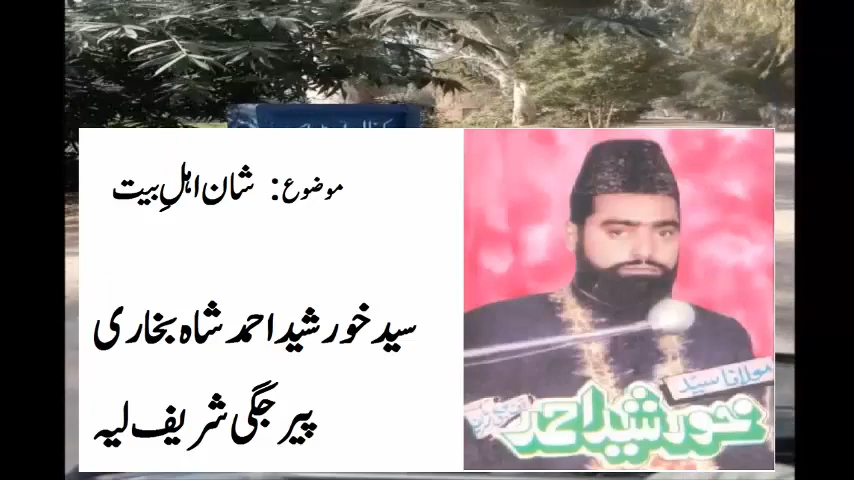 موضوع: شان اہلِ بیت
سید خورشید احمد شاہ بخاری
پیر جگی شریف لیہ
مولانا سید
خورشید احمد